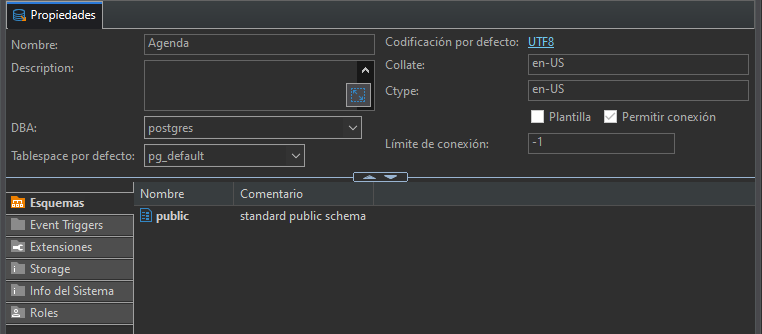 Propiedades
Nombre: Agenda
Description:
DBA: postgres
Tablespace por defecto: pg_default
Codificación por defecto: UTF8
Collate: en-US
Ctype: en-US
Plantilla Permitir conexión
Límite de conexión: -1
Esquemas
Event Triggers
Extensiones
Storage
Info del Sistema
Roles
Nombre Comentario
public standard public schema